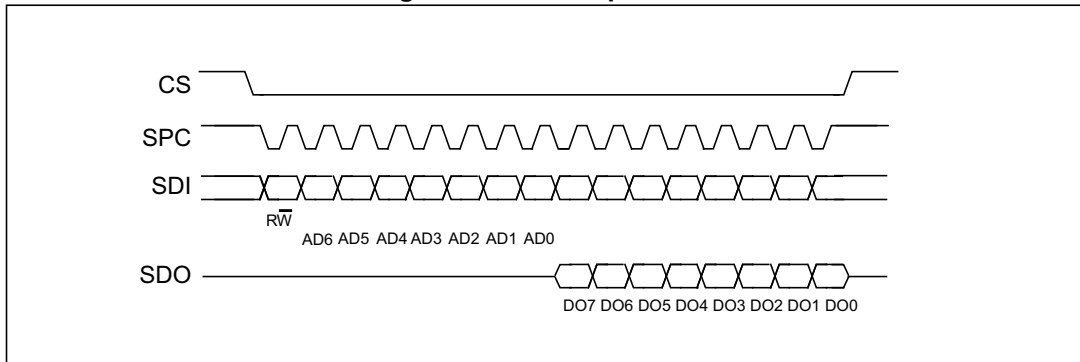 CS
SPC
SDI
RW̅
AD6 AD5 AD4 AD3 AD2 AD1 AD0
SDO
DO7 DO6 DO5 DO4 DO3 DO2 DO1 DO0